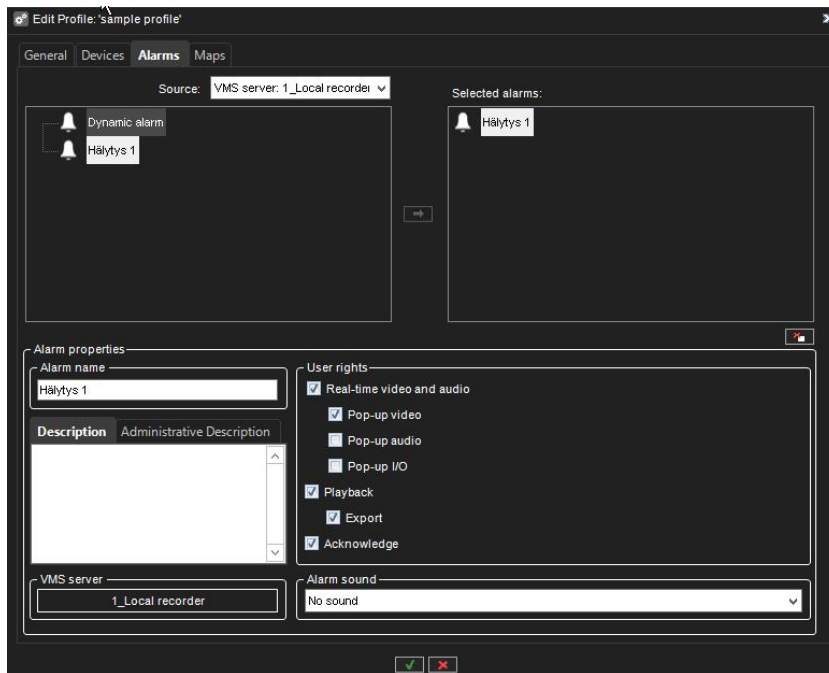 Edit Profile: 'sample profile'
General Devices Alarms Maps
Source: VMS server: 1_Local recorder
Selected alarms:
Dynamic alarm
Hälytys 1
Hälytys 1
Alarm properties
Alarm name
Hälytys 1
Description Administrative Description
VMS server
1_Local recorder
User rights
Real-time video and audio
Pop-up video
Pop-up audio
Pop-up I/O
Playback
Export
Acknowledge
Alarm sound
No sound